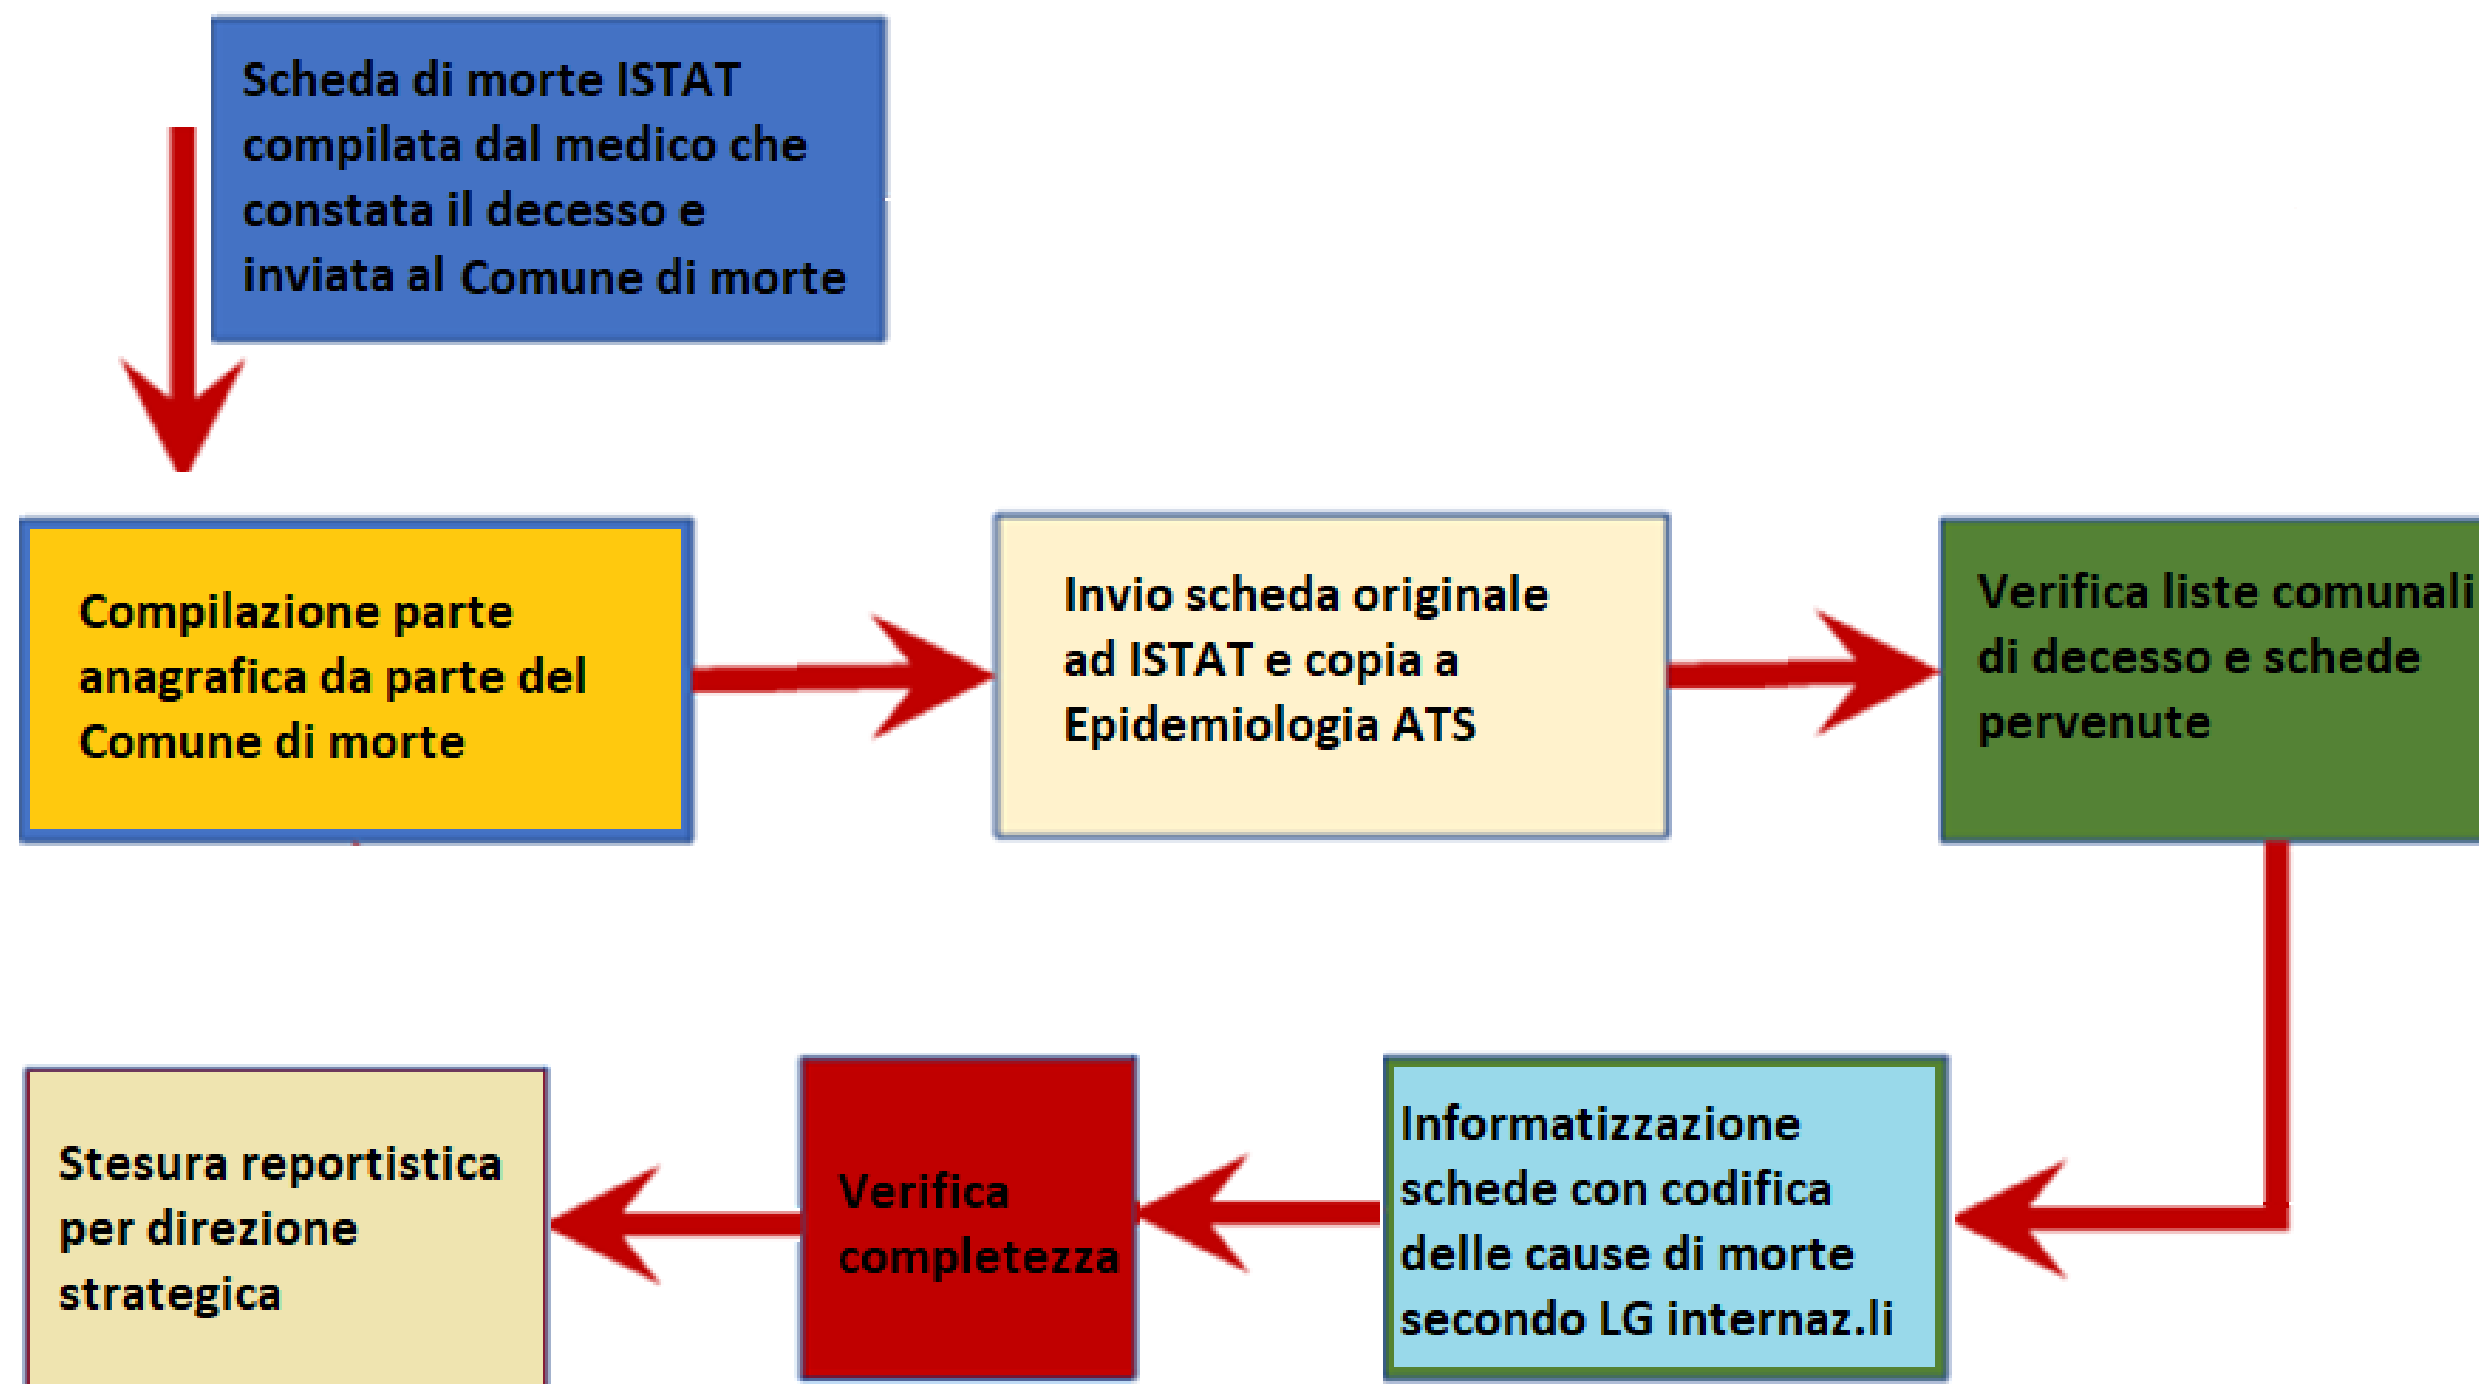 Scheda di morte ISTAT
compilata dal medico che
constata il decesso e
inviata al Comune di morte
Compilazione parte
anagrafica da parte del
Comune di morte
Invio scheda originale
ad ISTAT e copia a
Epidemiologia ATS
Verifica liste comunali
di decesso e schede
pervenute
Informatizzazione
schede con codifica
delle cause di morte
secondo LG internaz.li
Verifica
completezza
Stesura reportistica
per direzione
strategica